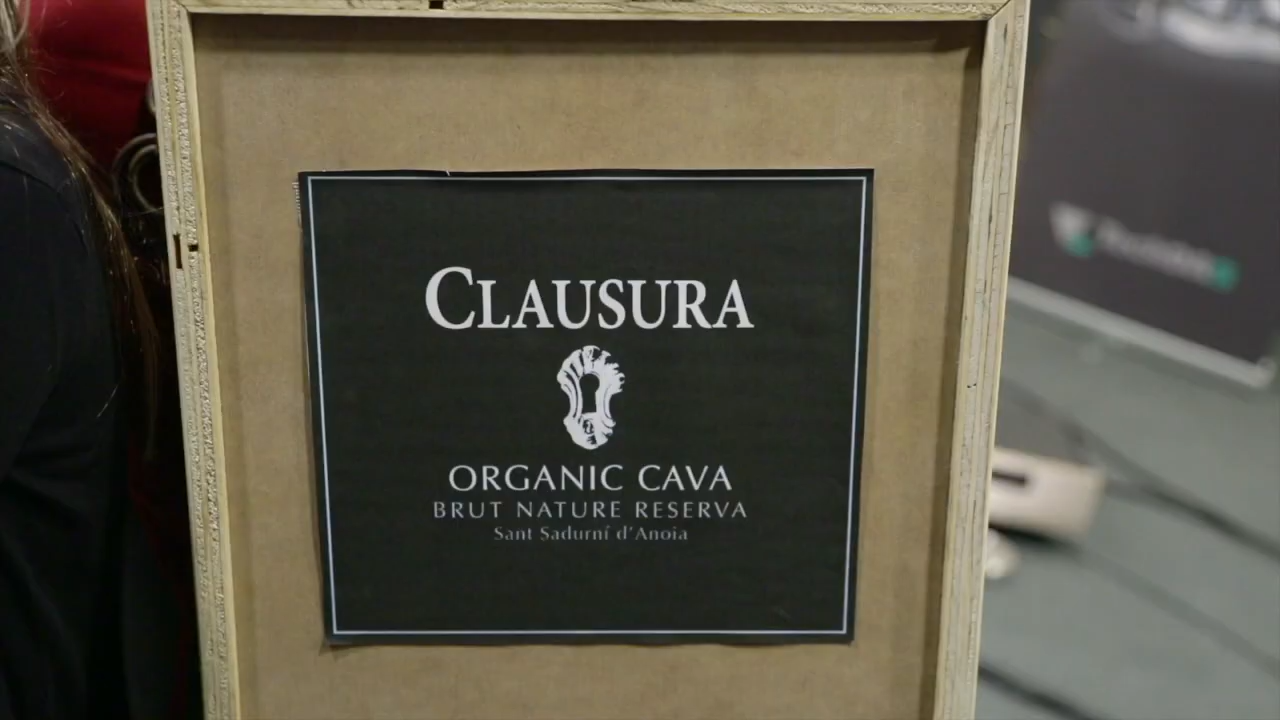 CLAUSURA
ORGANIC CAVA
BRUT NATURE RESERVA
Sant Sadurní d'Anoia